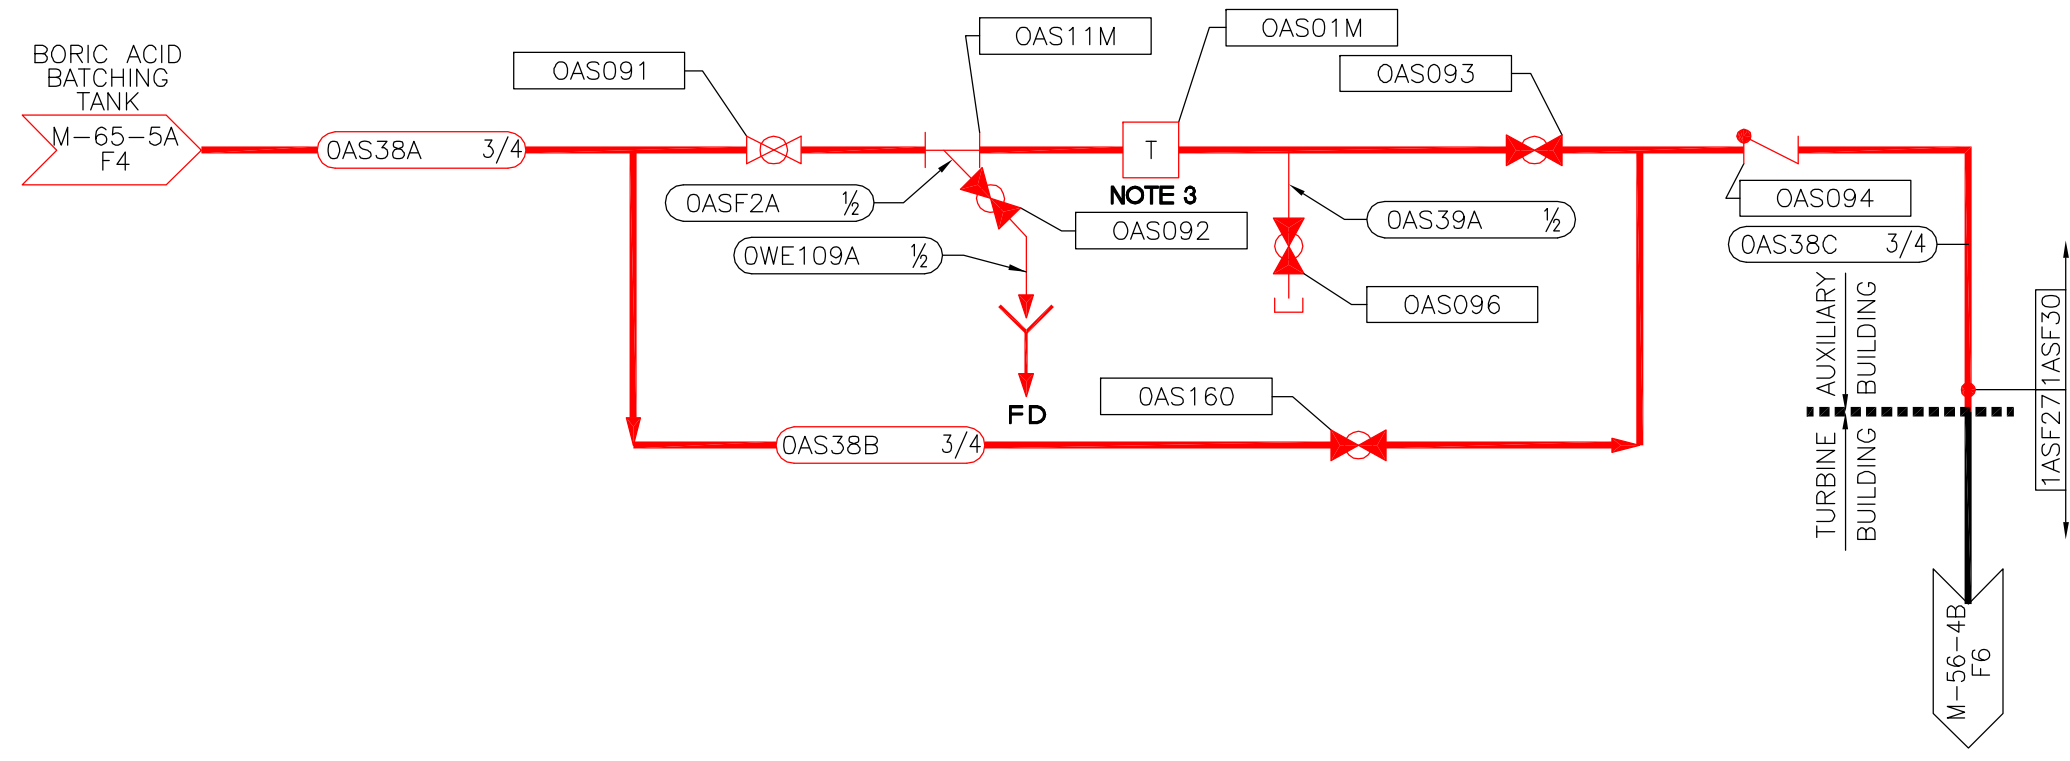 BORIC ACID
BATCHING
TANK
M-65-5A
F4
0AS38A 3/4
0AS091
0AS11M
0AS01M
0AS093
T
NOTE 3
0ASF2A ½
0AS092
0WE109A ½
FD
0AS39A ½
0AS096
0AS094
0AS38C 3/4
0AS160
0AS38B 3/4
AUXILIARY
BUILDING
TURBINE
BUILDING
1ASF27 1ASF30
M-56-4B
F6